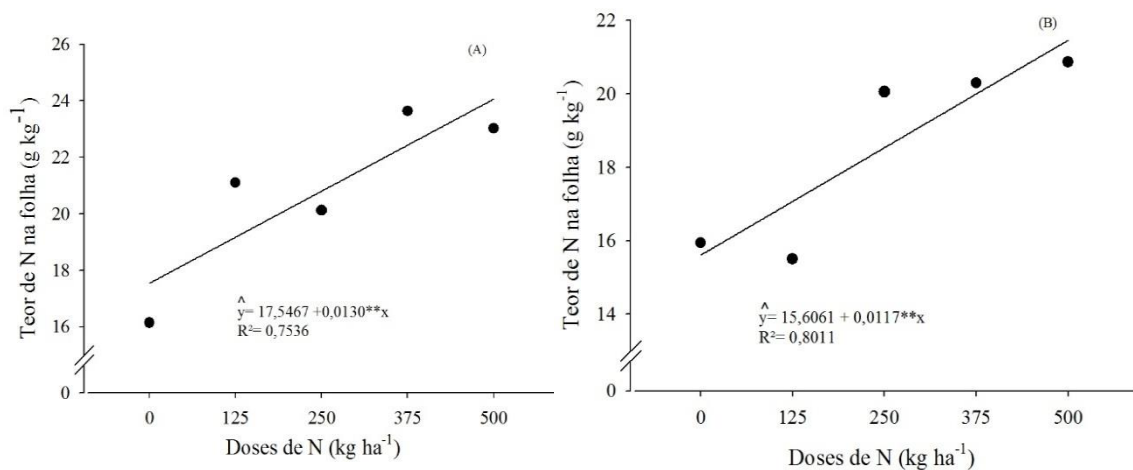 (A)
Teor de N na folha (g kg⁻¹)
26
24
22
20
18
16
0
ŷ= 17,5467 +0,0130**x
R²= 0,7536
0 125 250 375 500
Doses de N (kg ha⁻¹)
(B)
Teor de N na folha (g kg⁻¹)
22
20
18
16
14
0
ŷ= 15,6061 + 0,0117**x
R²= 0,8011
0 125 250 375 500
Doses de N (kg ha⁻¹)